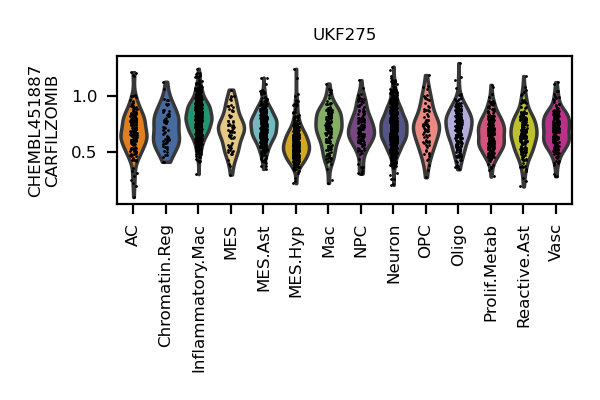 UKF275
CHEMBL451887
CARFILZOMIB
1.0
0.5
AC
Chromatin.Reg
Inflammatory.Mac
MES
MES.Ast
MES.Hyp
Mac
NPC
Neuron
OPC
Oligo
Prolif.Metab
Reactive.Ast
Vasc